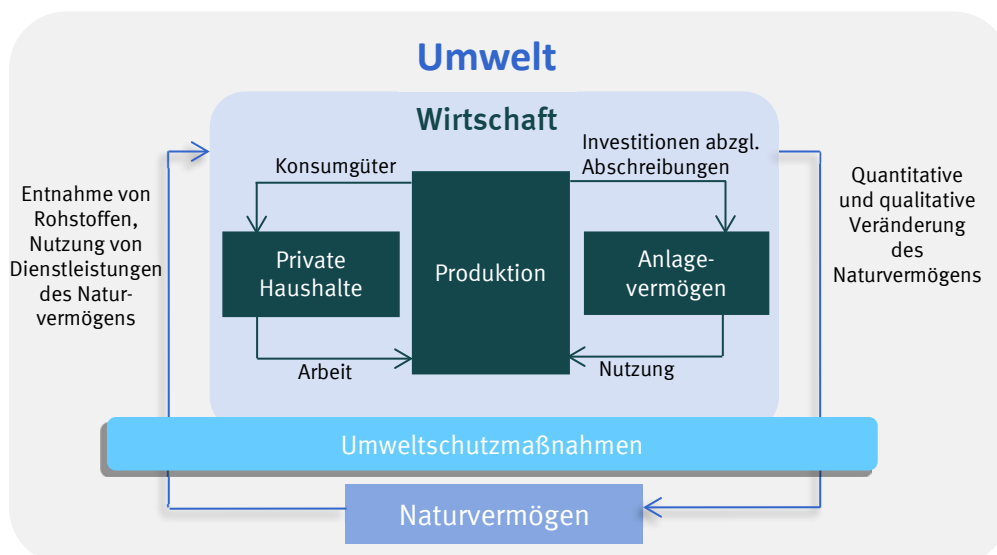 Umwelt
Wirtschaft
Konsumgüter
Investitionen abzgl.
Abschreibungen
Entnahme von
Rohstoffen,
Nutzung von
Dienstleistungen
des Natur-
vermögens
Private
Haushalte
Produktion
Anlage-
vermögen
Quantitative
und qualitative
Veränderung
des
Naturvermögens
Arbeit
Nutzung
Umweltschutzmaßnahmen
Naturvermögen